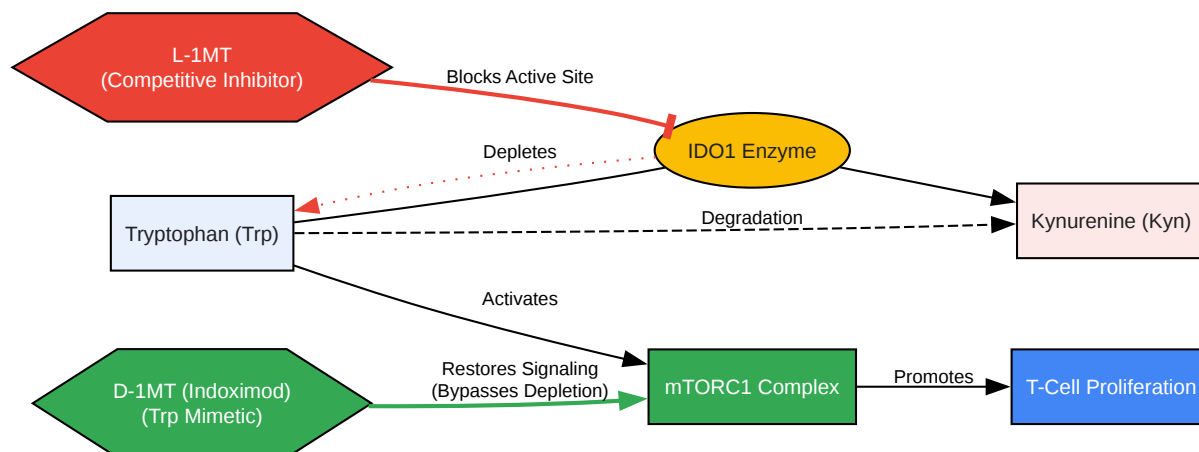 L-1MT
(Competitive Inhibitor)
Blocks Active Site
IDO1 Enzyme
Depletes
Tryptophan (Trp)
Degradation
Kynurenine (Kyn)
Activates
D-1MT (Indoximod)
(Trp Mimetic)
Restores Signaling
(Bypasses Depletion)
mTORC1 Complex
Promotes
T-Cell Proliferation